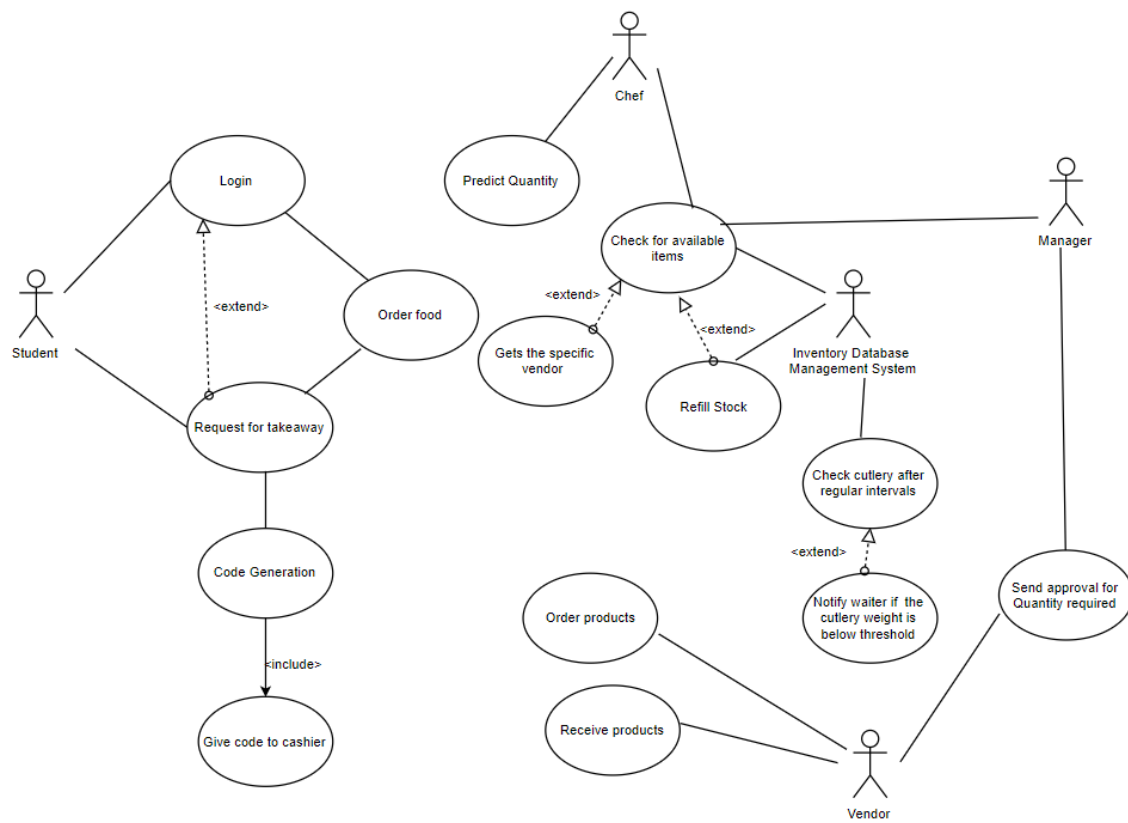 Chef
Login
Predict Quantity
Manager
Check for available
items
Student
<extend>
Order food
<extend>
<extend>
Gets the specific
vendor
Inventory Database
Management System
Refill Stock
Request for takeaway
Check cutlery after
regular intervals
<extend>
Code Generation
Order products
Notify waiter if the
cutlery weight is
below threshold
Send approval for
Quantity required
<include>
Give code to cashier
Receive products
Vendor